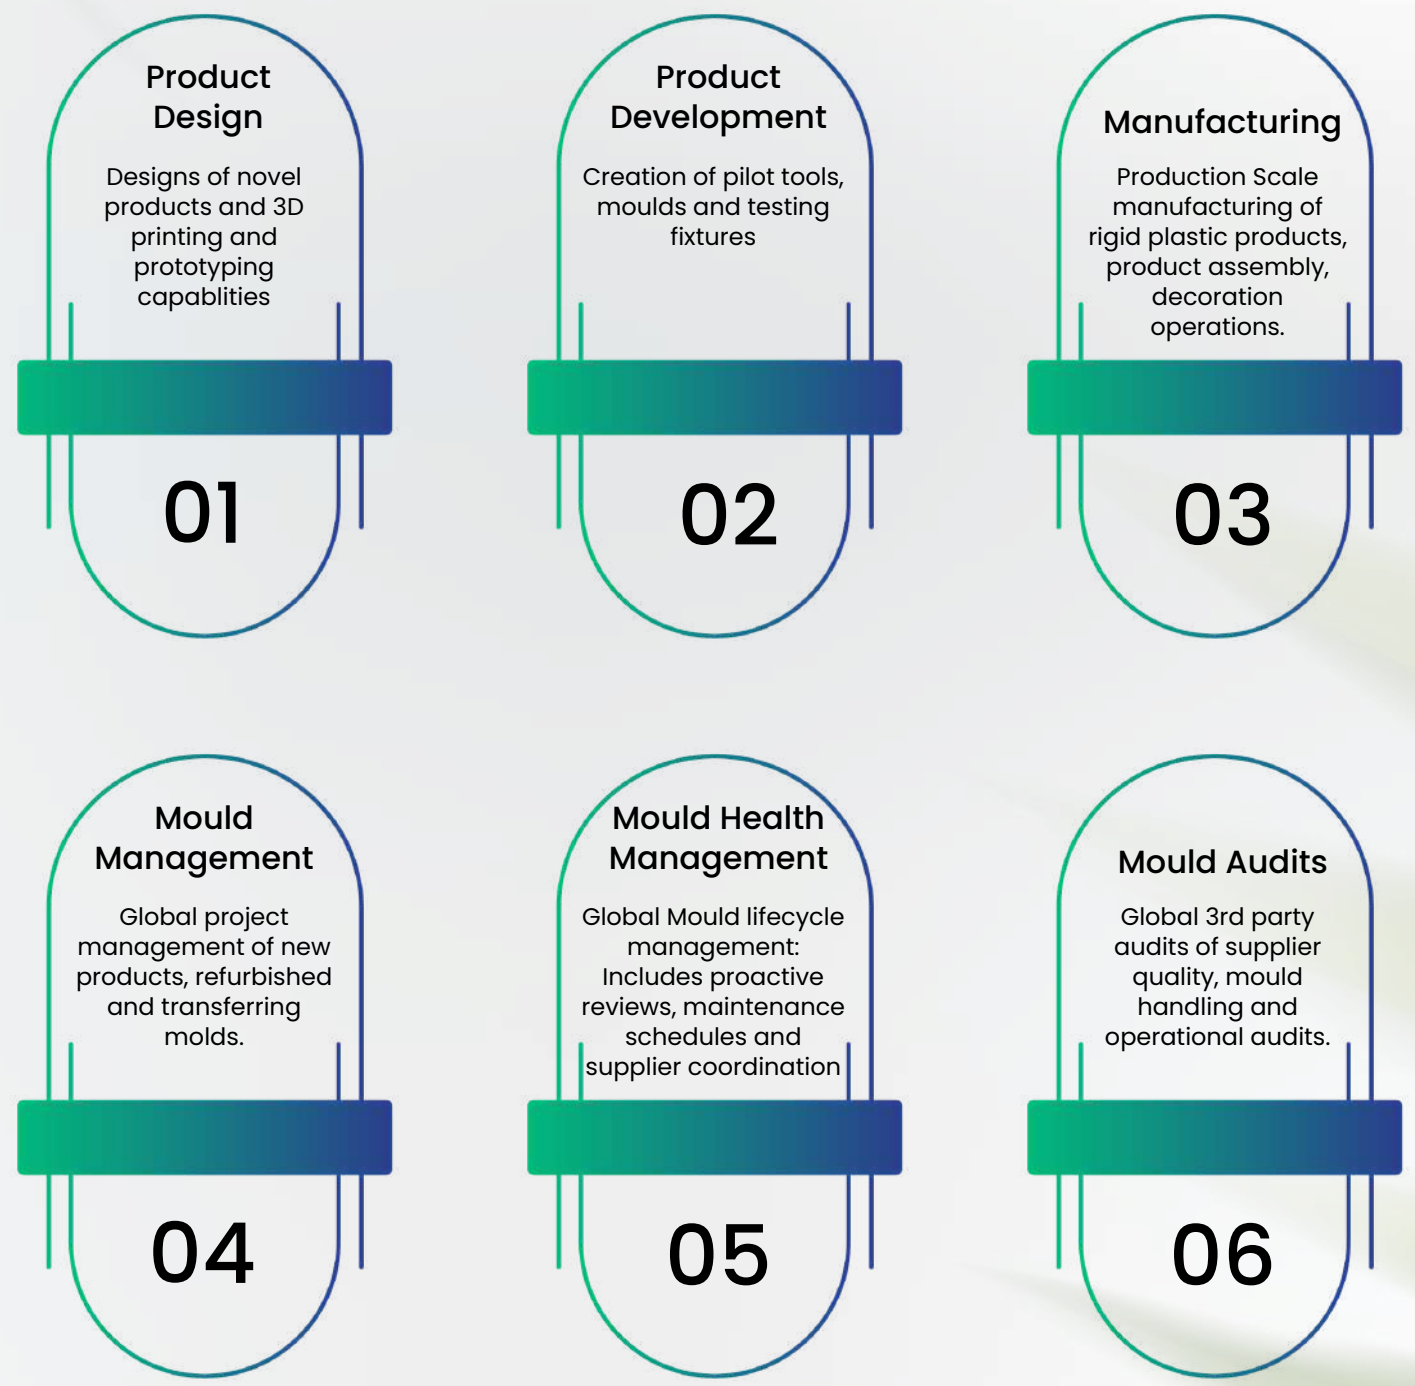 Product
Design
Designs of novel
products and 3D
printing and
prototyping
capablities
01
Product
Development
Creation of pilot tools,
moulds and testing
fixtures
02
Manufacturing
Production Scale
manufacturing of
rigid plastic products,
product assembly,
decoration
operations.
03
Mould
Management
Global project
management of new
products, refurbished
and transferring
molds.
04
Mould Health
Management
Global Mould lifecycle
management:
Includes proactive
reviews, maintenance
schedules and
supplier coordination
05
Mould Audits
Global 3rd party
audits of supplier
quality, mould
handling and
operational audits.
06